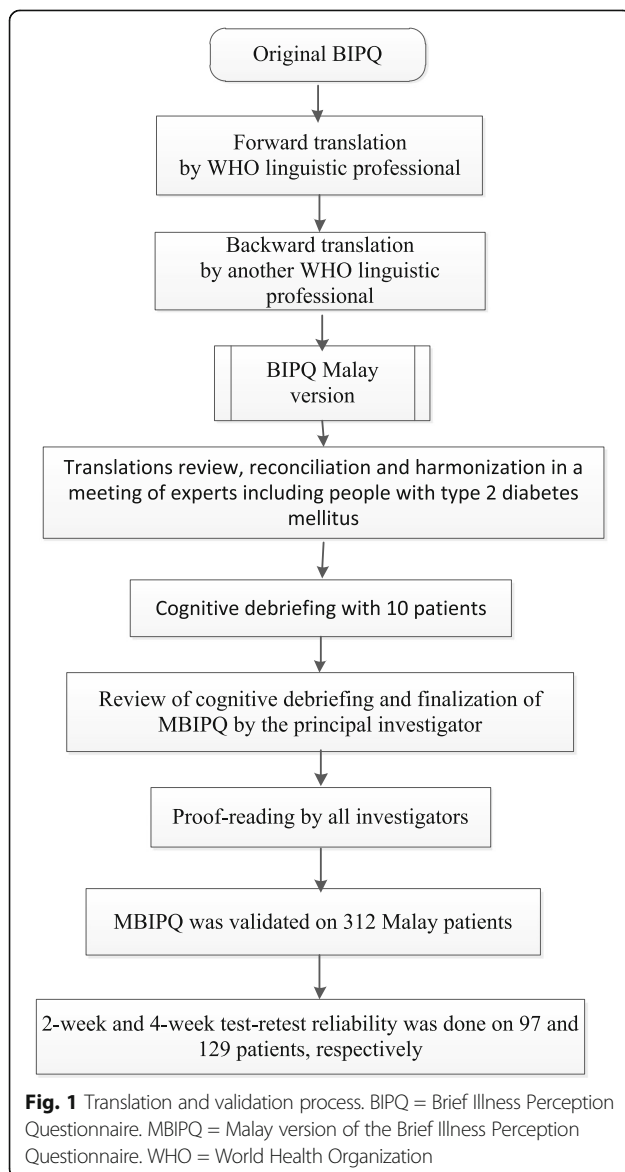 Original BIPQ
Forward translation
by WHO linguistic professional
Backward translation
by another WHO linguistic
professional
BIPQ Malay
version
Translations review, reconciliation and harmonization in a
meeting of experts including people with type 2 diabetes
mellitus
Cognitive debriefing with 10 patients
Review of cognitive debriefing and finalization of
MBIPQ by the principal investigator
Proof-reading by all investigators
MBIPQ was validated on 312 Malay patients
2-week and 4-week test-retest reliability was done on 97 and
129 patients, respectively
Fig. 1 Translation and validation process. BIPQ = Brief Illness Perception
Questionnaire. MBIPQ = Malay version of the Brief Illness Perception
Questionnaire. WHO = World Health Organization